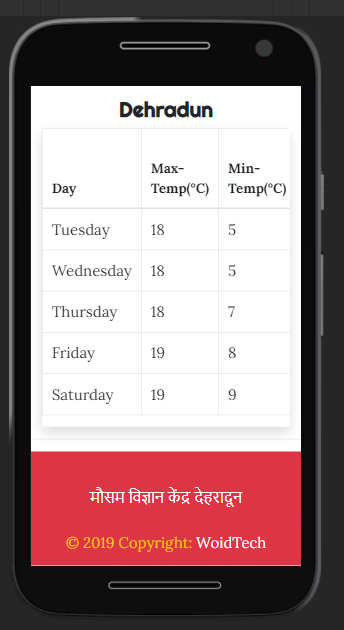 Dehradun
Day Max-Temp(°C) Min-Temp(°C)
Tuesday 18 5
Wednesday 18 5
Thursday 18 7
Friday 19 8
Saturday 19 9
मौसम विज्ञान केंद्र देहरादून
© 2019 Copyright: WoidTech